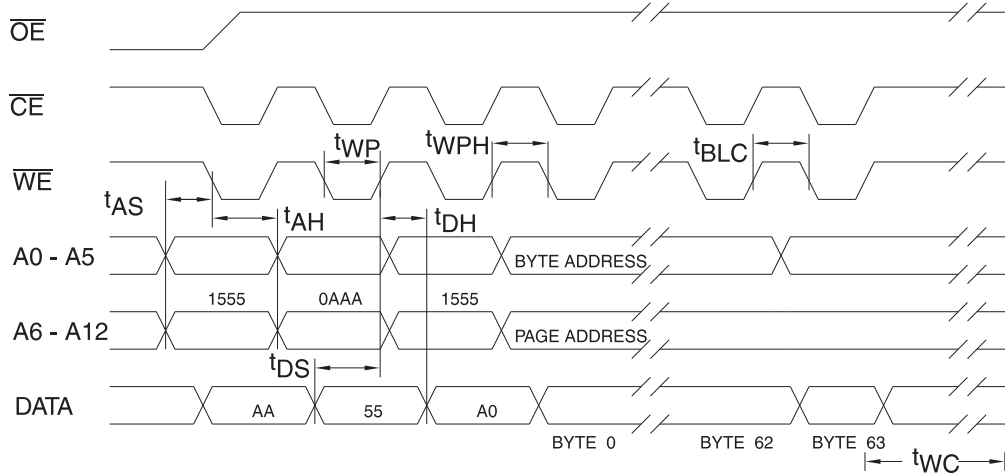 OE
CE
tWP tWPH tBLC
WE
tAS tAH tDH
A0 - A5 BYTE ADDRESS
1555 0AAA 1555
A6 - A12 PAGE ADDRESS
tDS
DATA AA 55 A0
BYTE 0 BYTE 62 BYTE 63
tWC